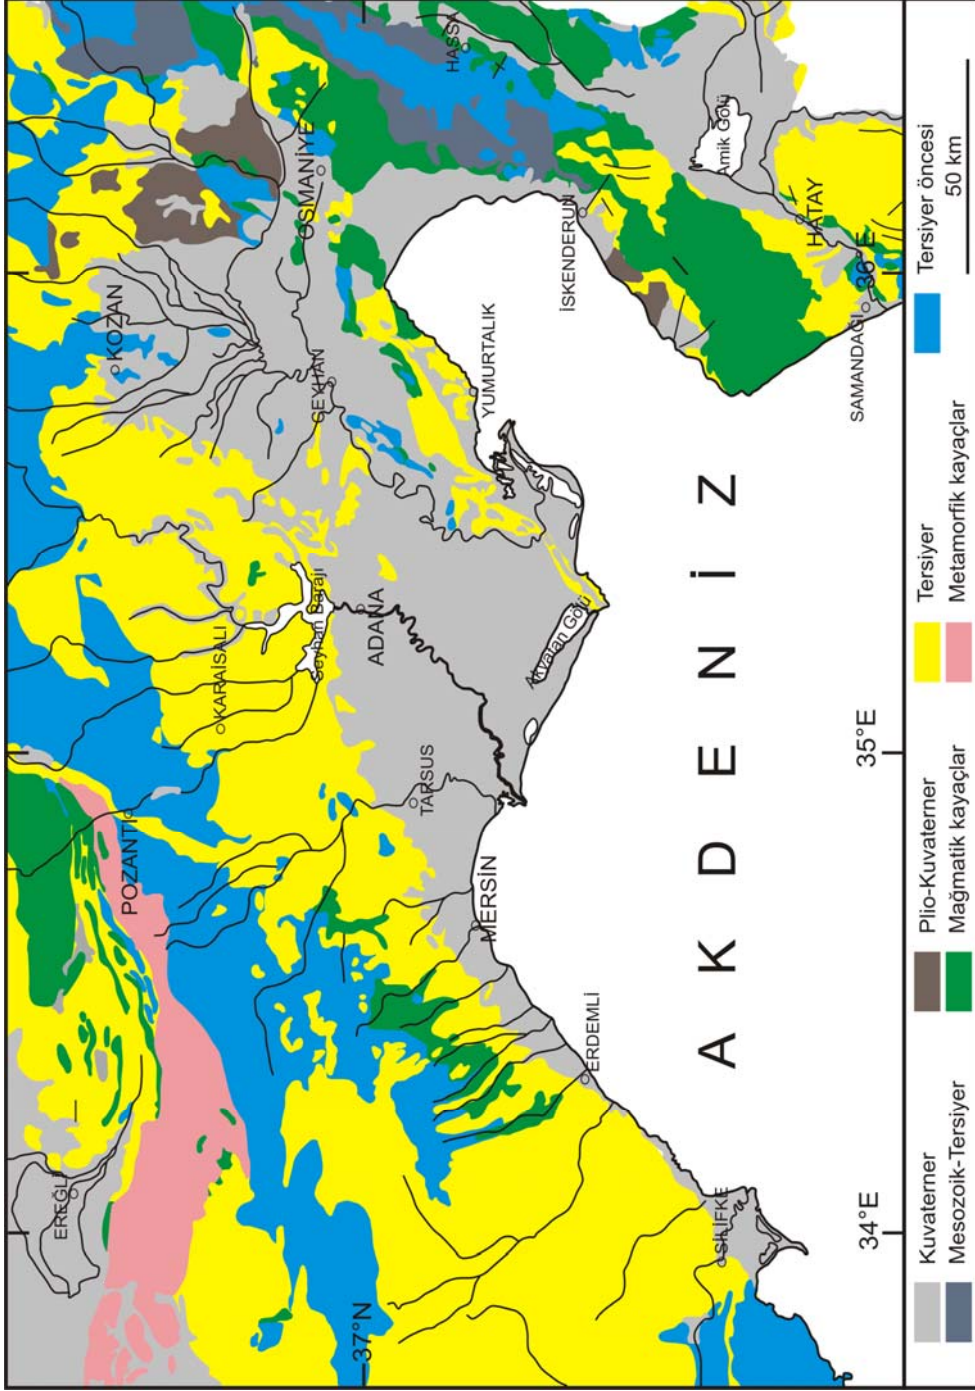 HASSA
OSMANİYE
KOZAN
Amik Gölü
HATAY
İSKENDERUN
36°E
SAMANDAĞI
CEYHAN
YUMURTALIK
KARAİSALI
Seyhan Barajı
ADANA
Akyatan Gölü
AKDENİZ
35°E
POZANTI
TARSUS
MERSİN
ERDEMLİ
EREĞLİ
37°N
SİLİFKE
34°E
Kuvaterner
Plio-Kuvaterner
Tersiyer
Tersiyer öncesi
Mesozoik-Tersiyer
Mağmatik kayaçlar
Metamorfik kayaçlar
50 km